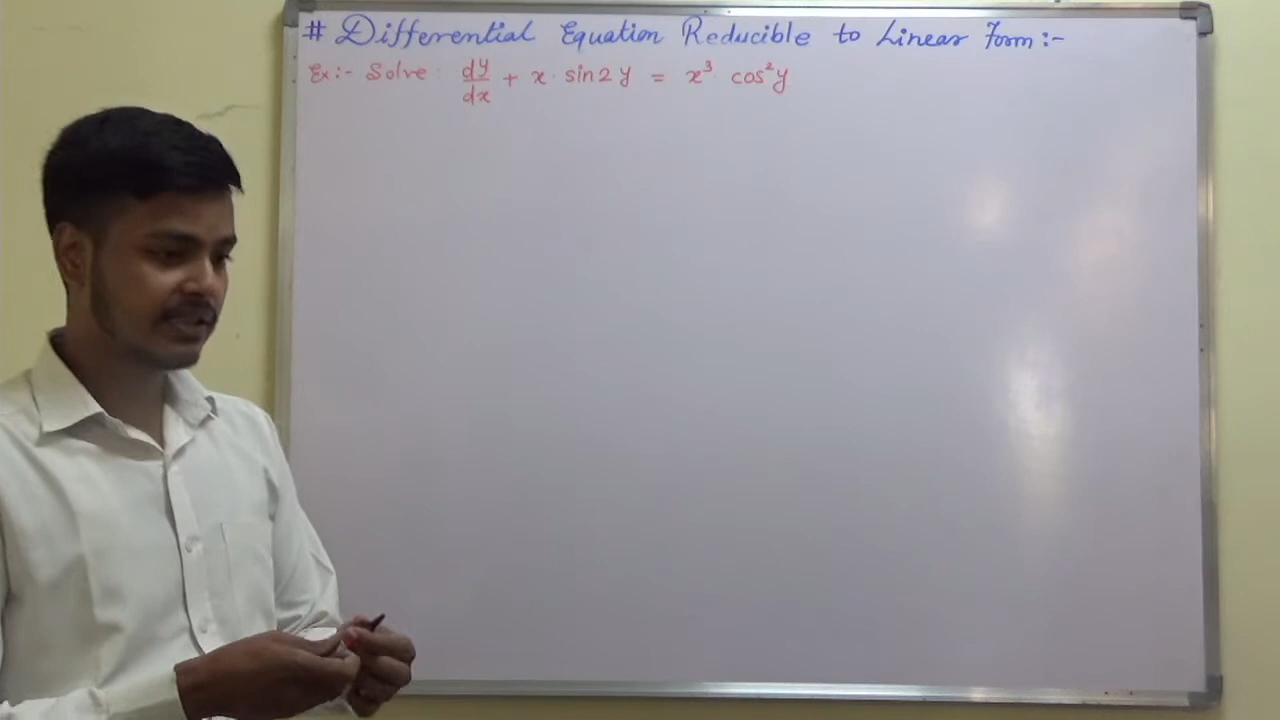 # Differential Equation Reducible to Linear Form:-
Ex:- Solve: dy/dx + x · sin2y = x³ · cos²y